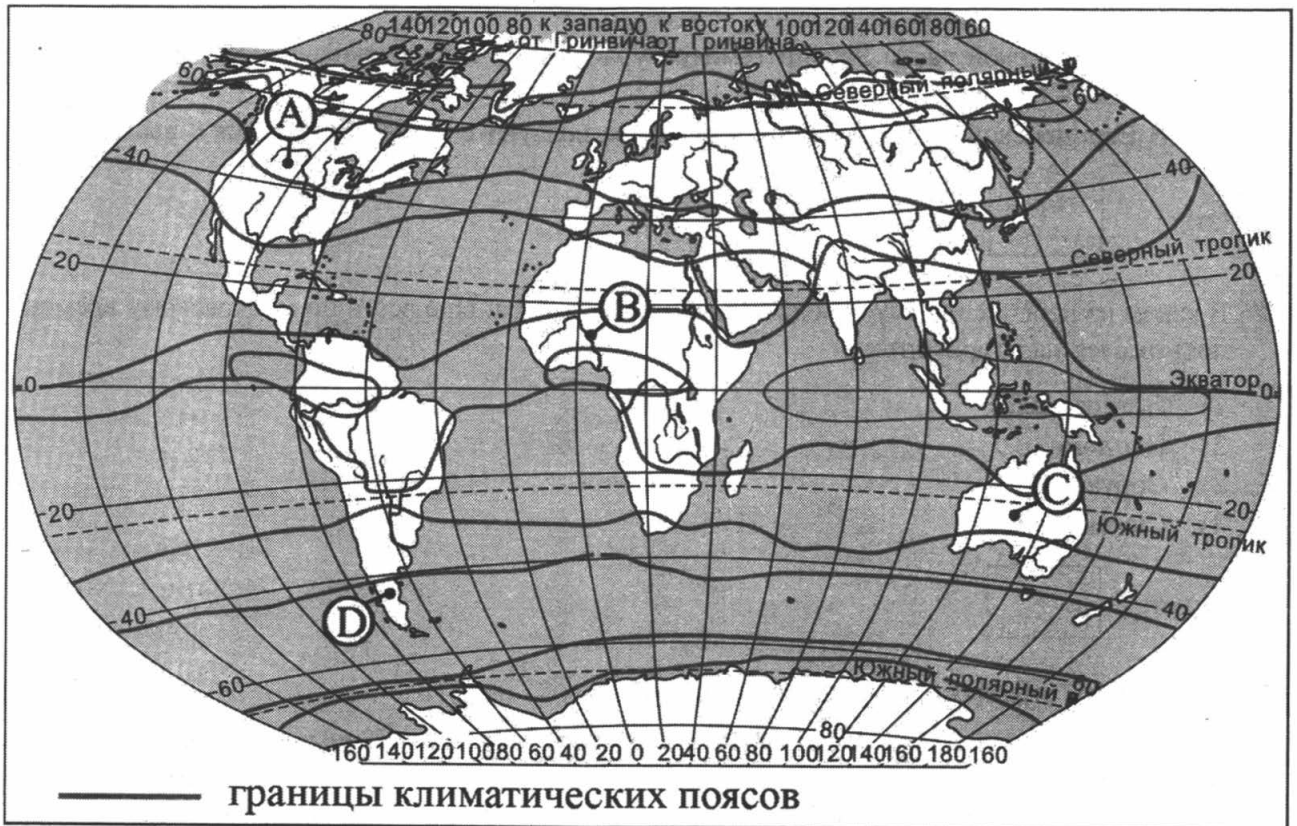 140 120 100 80 к западу 0 к востоку 100 120 140 160 180 160
от Гринвича от Гринвича
80
60
Северный полярный
60
A
40
40
Северный тропик
20
20
B
Экватор
0
0
C
20
20
Южный тропик
D
40
40
60
Южный полярный
60
80
160 140 120 100 80 60 40 20 0 20 40 60 80 100 120 140 160 180 160
границы климатических поясов